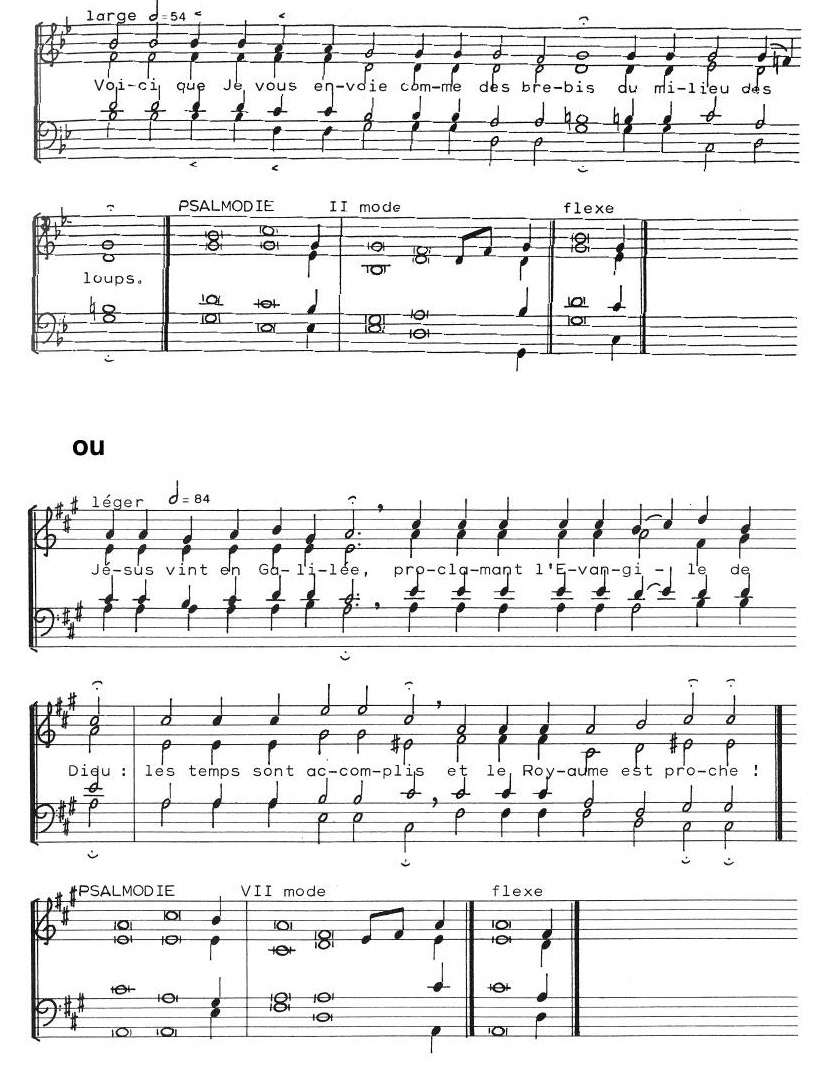 large 𝅗𝅥=54
Voi-ci que Je vous en-voie com-me des bre-bis du mi-lieu des
PSALMODIE II mode flexe
loups.
ou
léger 𝅗𝅥=84
Jé-sus vint en Ga-li-lée, pro-cla-mant l'E-van-gi - le de
Dieu : les temps sont ac-com-plis et le Roy-aume est pro-che !
PSALMODIE VII mode flexe